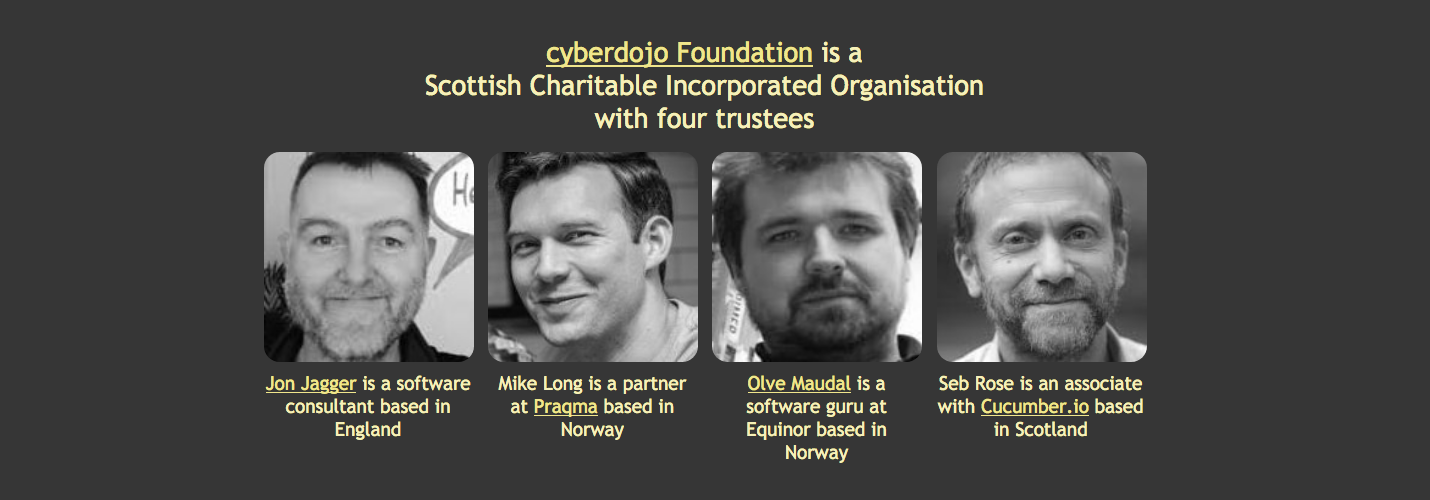 cyberdojo Foundation is a
Scottish Charitable Incorporated Organisation
with four trustees
He
DINEO
Jon Jagger is a software
consultant based in
England
Mike Long is a partner
at Praqma based in
Norway
Olve Maudal is a
software guru at
Equinor based in
Norway
Seb Rose is an associate
with Cucumber.io based
in Scotland